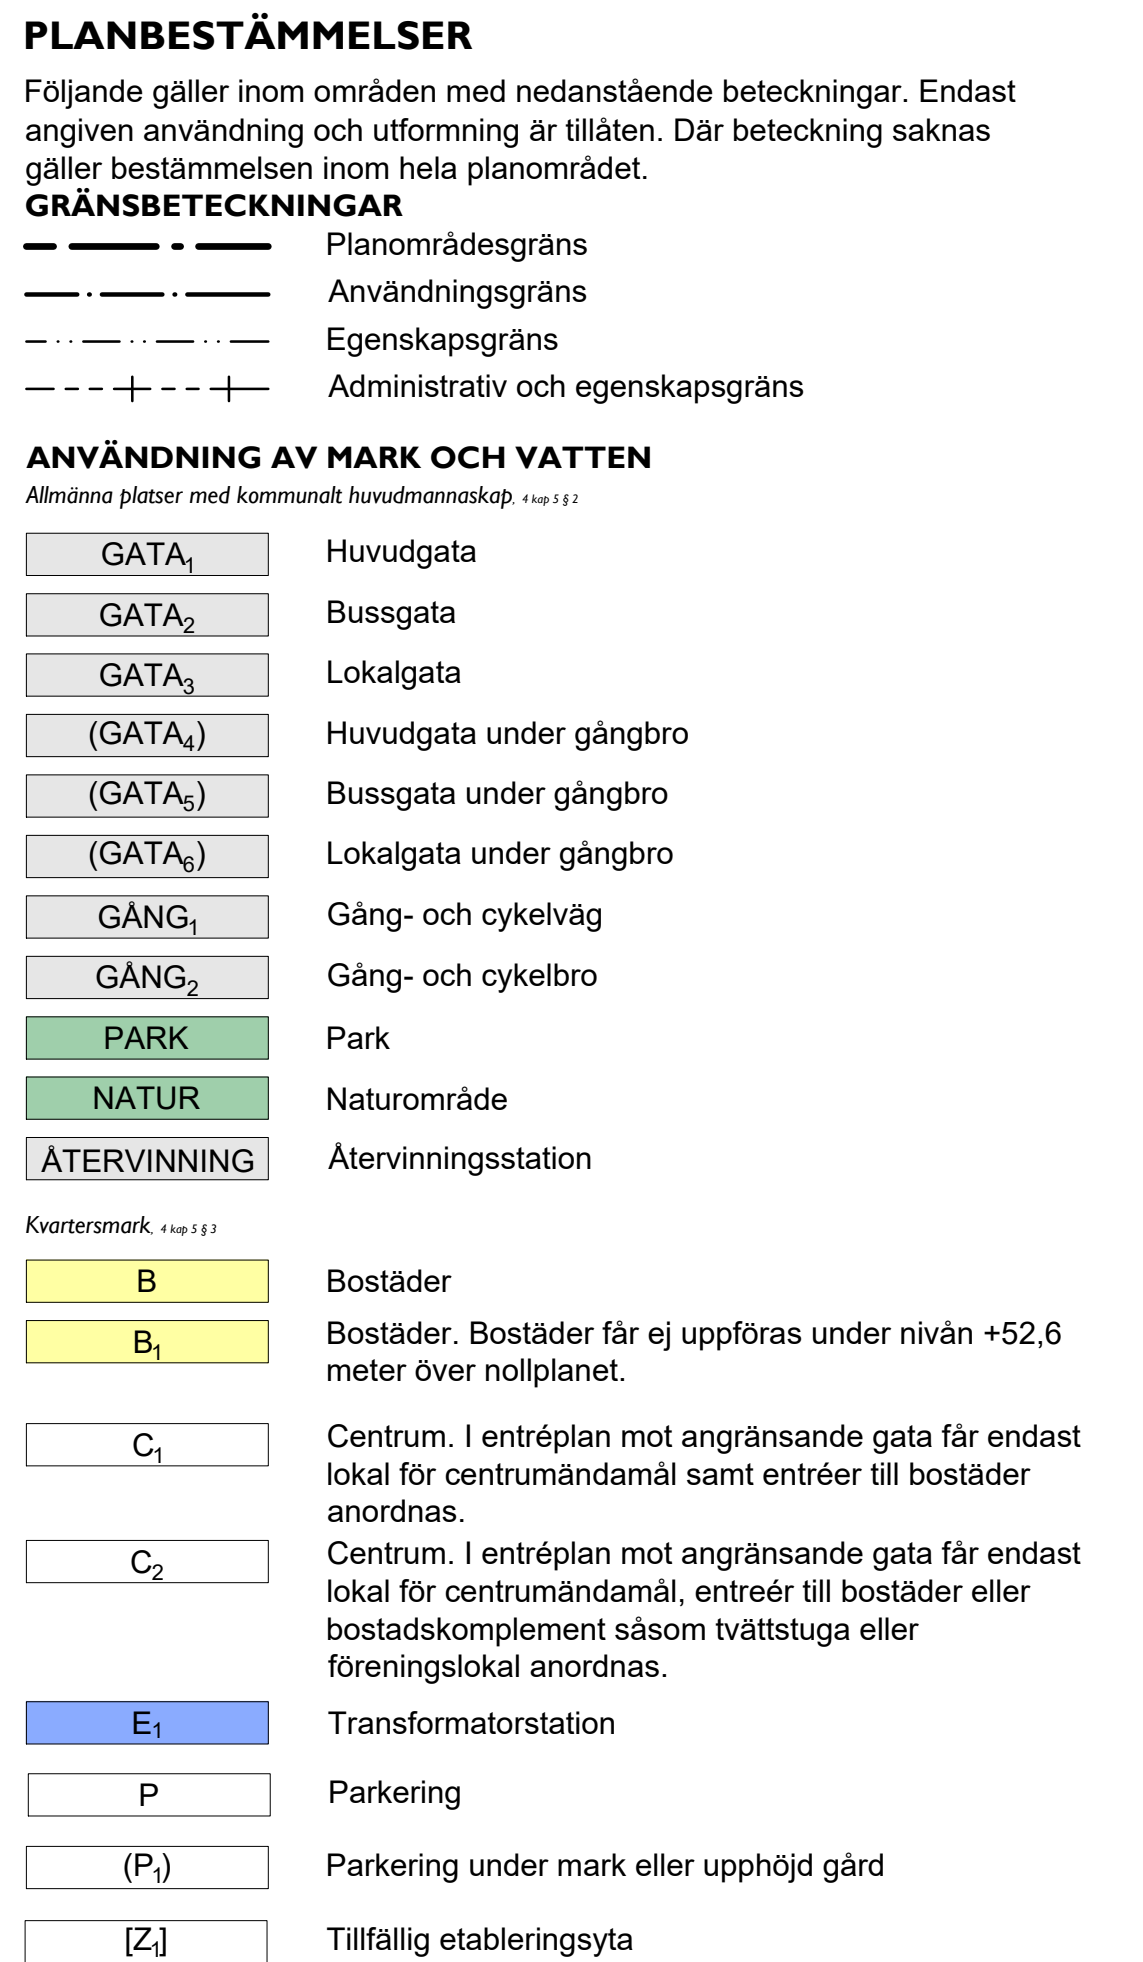 PLANBESTÄMMELSER
Följande gäller inom områden med nedanstående beteckningar. Endast
angiven användning och utformning är tillåten. Där beteckning saknas
gäller bestämmelsen inom hela planområdet.
GRÄNSBETECKNINGAR
Planområdesgräns
Användningsgräns
Egenskapsgräns
Administrativ och egenskapsgräns
ANVÄNDNING AV MARK OCH VATTEN
Allmänna platser med kommunalt huvudmannaskap, 4 kap 5 § 2
GATA₁ Huvudgata
GATA₂ Bussgata
GATA₃ Lokalgata
(GATA₄) Huvudgata under gångbro
(GATA₅) Bussgata under gångbro
(GATA₆) Lokalgata under gångbro
GÅNG₁ Gång- och cykelväg
GÅNG₂ Gång- och cykelbro
PARK Park
NATUR Naturområde
ÅTERVINNING Återvinningsstation
Kvartersmark, 4 kap 5 § 3
B Bostäder
B₁ Bostäder. Bostäder får ej uppföras under nivån +52,6
meter över nollplanet.
C₁ Centrum. I entréplan mot angränsande gata får endast
lokal för centrumändamål samt entréer till bostäder
anordnas.
C₂ Centrum. I entréplan mot angränsande gata får endast
lokal för centrumändamål, entreér till bostäder eller
bostadskomplement såsom tvättstuga eller
föreningslokal anordnas.
E₁ Transformatorstation
P Parkering
(P₁) Parkering under mark eller upphöjd gård
[Z₁] Tillfällig etableringsyta